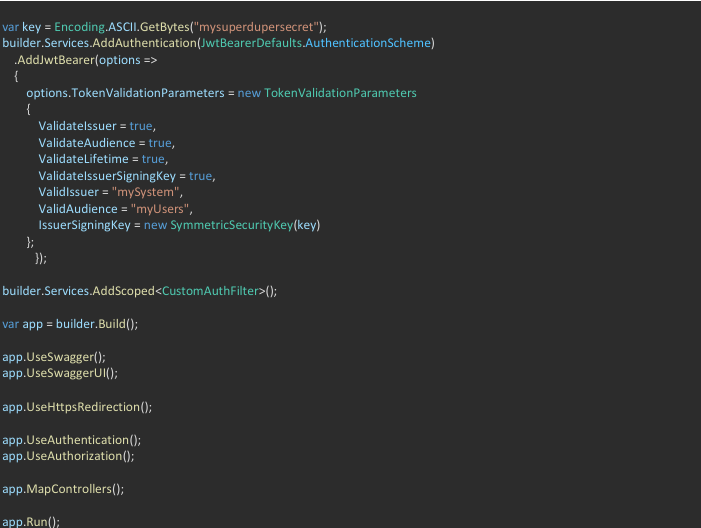 var key = Encoding.ASCII.GetBytes("mysuperdupersecret");
builder.Services.AddAuthentication(JwtBearerDefaults.AuthenticationScheme)
.AddJwtBearer(options =>
{
options.TokenValidationParameters = new TokenValidationParameters
{
ValidateIssuer = true,
ValidateAudience = true,
ValidateLifetime = true,
ValidateIssuerSigningKey = true,
ValidIssuer = "mySystem",
ValidAudience = "myUsers",
IssuerSigningKey = new SymmetricSecurityKey(key)
};
});
builder.Services.AddScoped<CustomAuthFilter>();
var app = builder.Build();
app.UseSwagger();
app.UseSwaggerUI();
app.UseHttpsRedirection();
app.UseAuthentication();
app.UseAuthorization();
app.MapControllers();
app.Run();